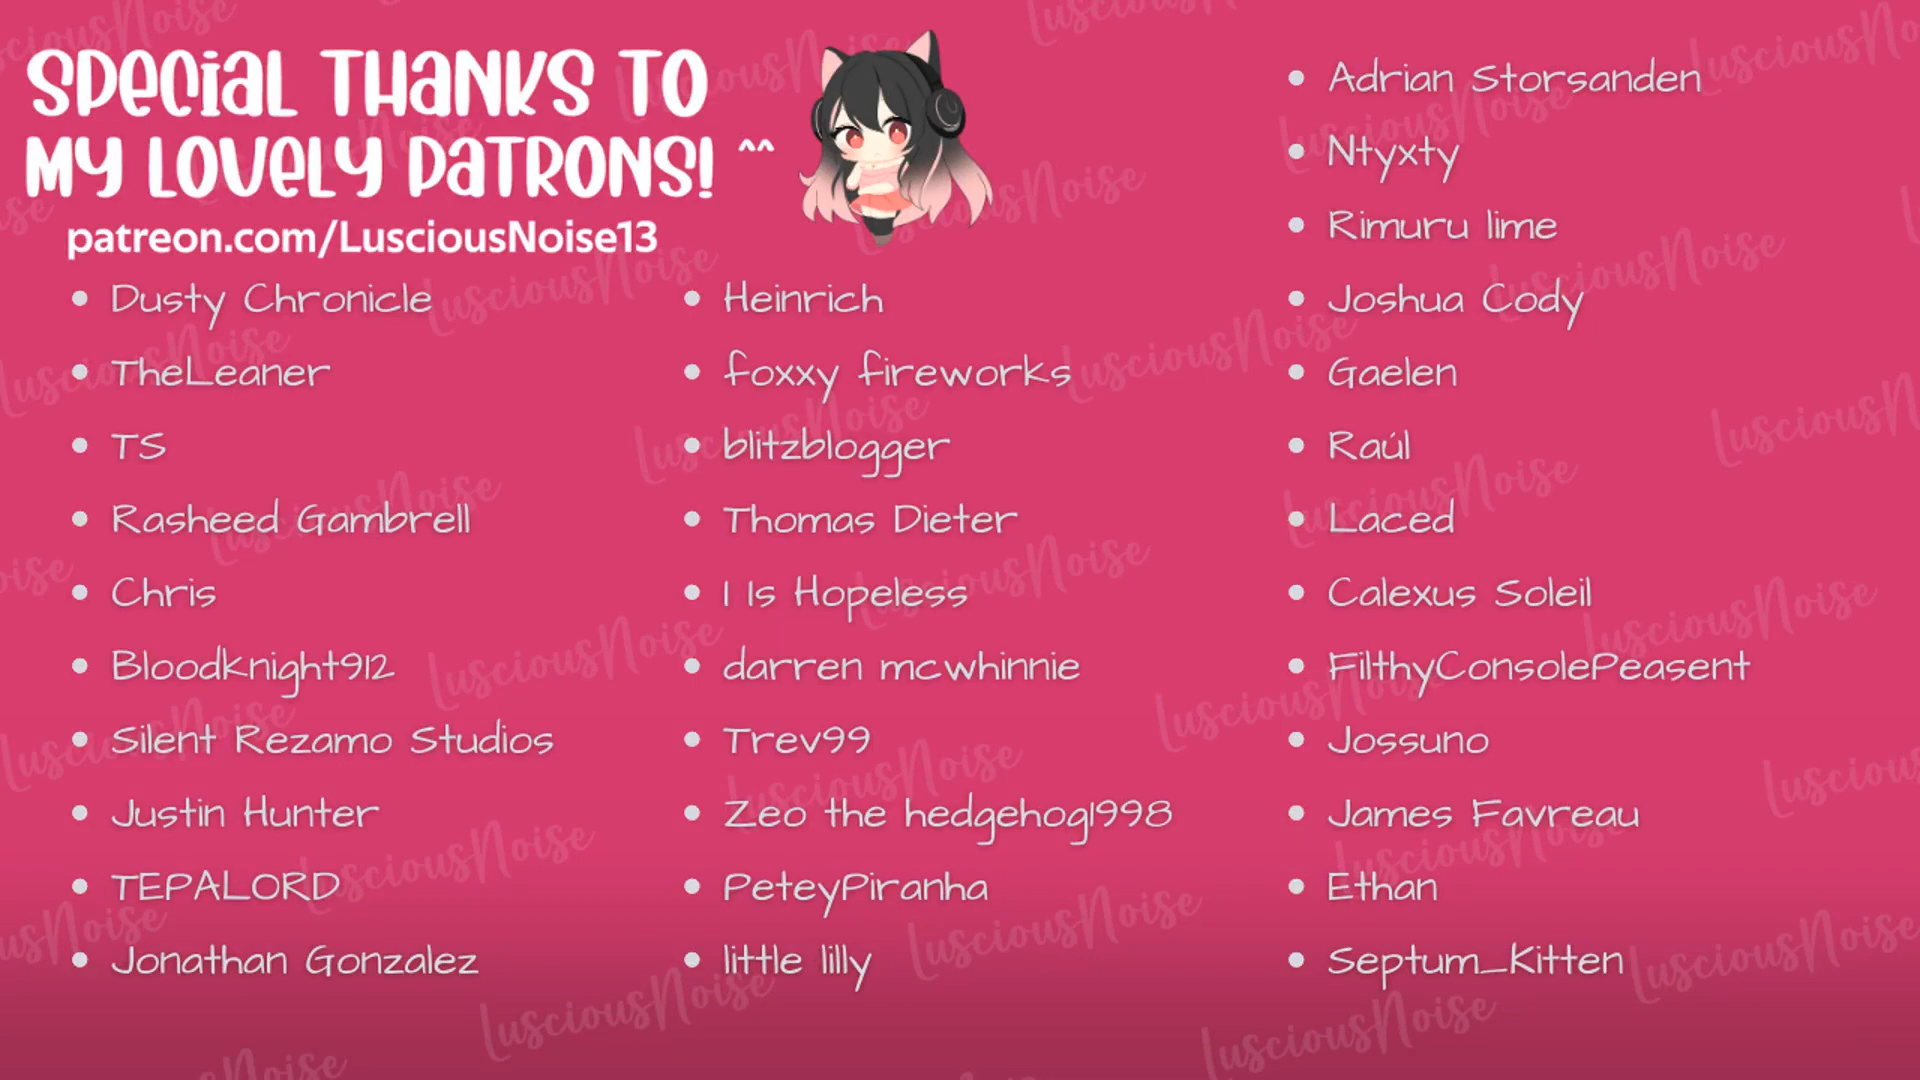 SPECIAL THANKS TO
MY LOVELY PATRONS! ^^
patreon.com/LusciousNoise13
• Dusty Chronicle
• TheLeaner
• TS
• Rasheed Gambrell
• Chris
• Bloodknight912
• Silent Rezamo Studios
• Justin Hunter
• TEPALORD
• Jonathan Gonzalez
• Heinrich
• foxxy fireworks
• blitzblogger
• Thomas Dieter
• I Is Hopeless
• darren mcwhinnie
• Trev99
• Zeo the hedgehog1998
• PeteyPiranha
• little lilly
• Adrian Storsanden
• Ntyxty
• Rimuru lime
• Joshua Cody
• Gaelen
• Raúl
• Laced
• Calexus Soleil
• FilthyConsolePeasent
• Jossuno
• James Favreau
• Ethan
• Septum_Kitten
LusciousNoise